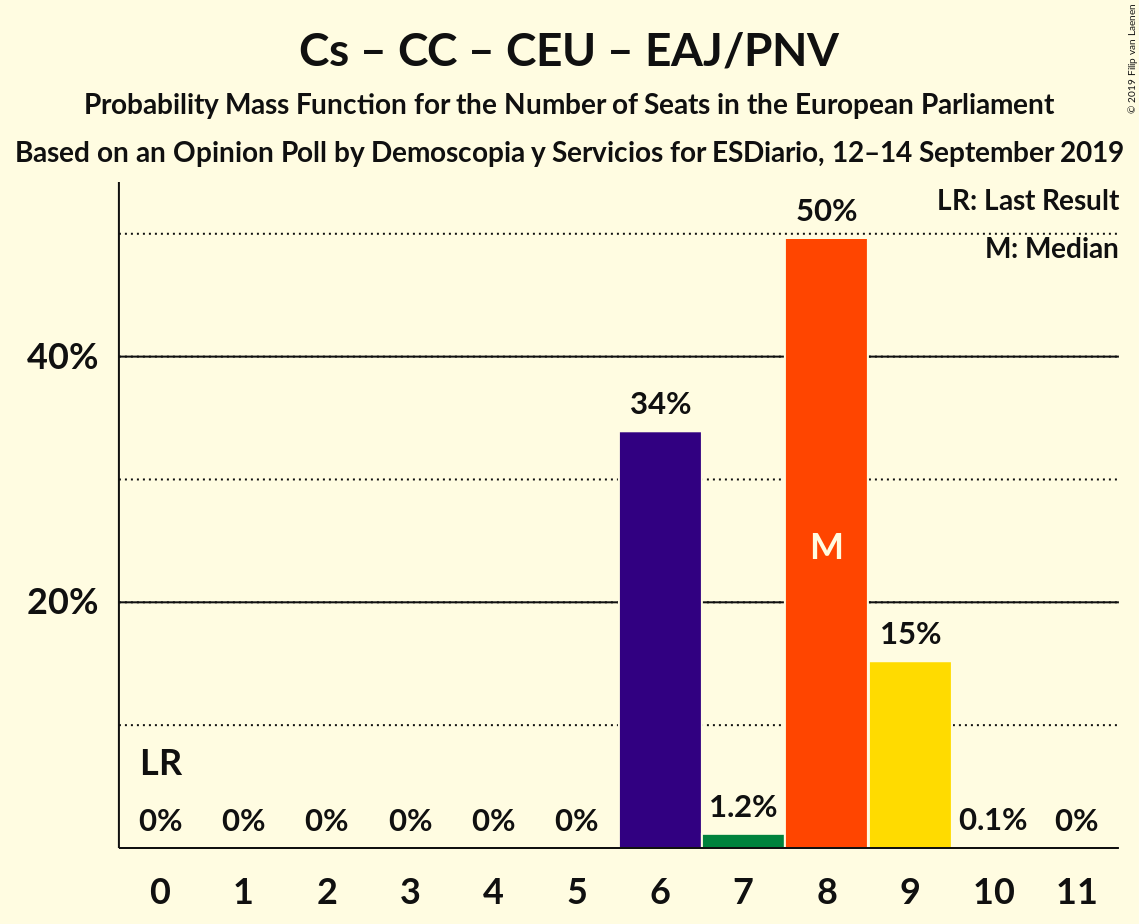 Cs – CC – CEU – EAJ/PNV
Probability Mass Function for the Number of Seats in the European Parliament
Based on an Opinion Poll by Demoscopia y Servicios for ESDiario, 12–14 September 2019
© 2019 Filip van Laenen
LR: Last Result
M: Median
50%
40%
34%
M
20%
15%
LR
0% 0% 0% 0% 0% 0% 1.2% 0.1% 0%
0 1 2 3 4 5 6 7 8 9 10 11